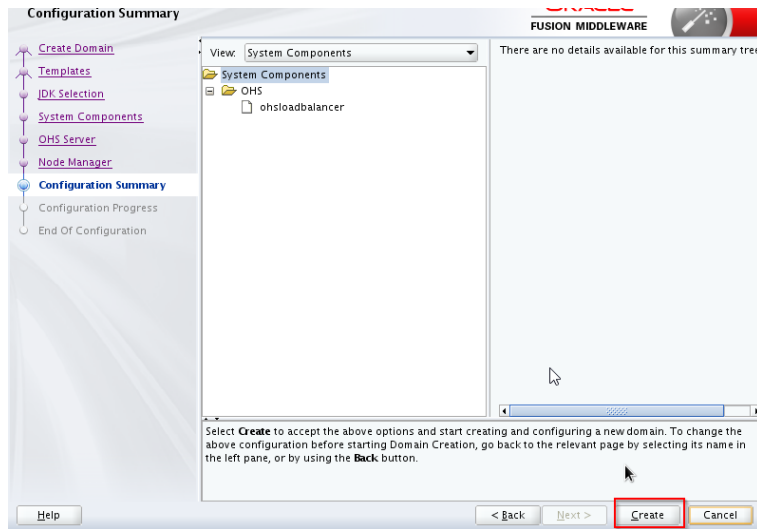 Configuration Summary
FUSION MIDDLEWARE
Create Domain
Templates
JDK Selection
System Components
OHS Server
Node Manager
Configuration Summary
Configuration Progress
End Of Configuration
View: System Components
System Components
OHS
ohsloadbalancer
There are no details available for this summary tree
Select Create to accept the above options and start creating and configuring a new domain. To change the
above configuration before starting Domain Creation, go back to the relevant page by selecting its name in
the left pane, or by using the Back button.
Help
< Back
Next >
Create
Cancel